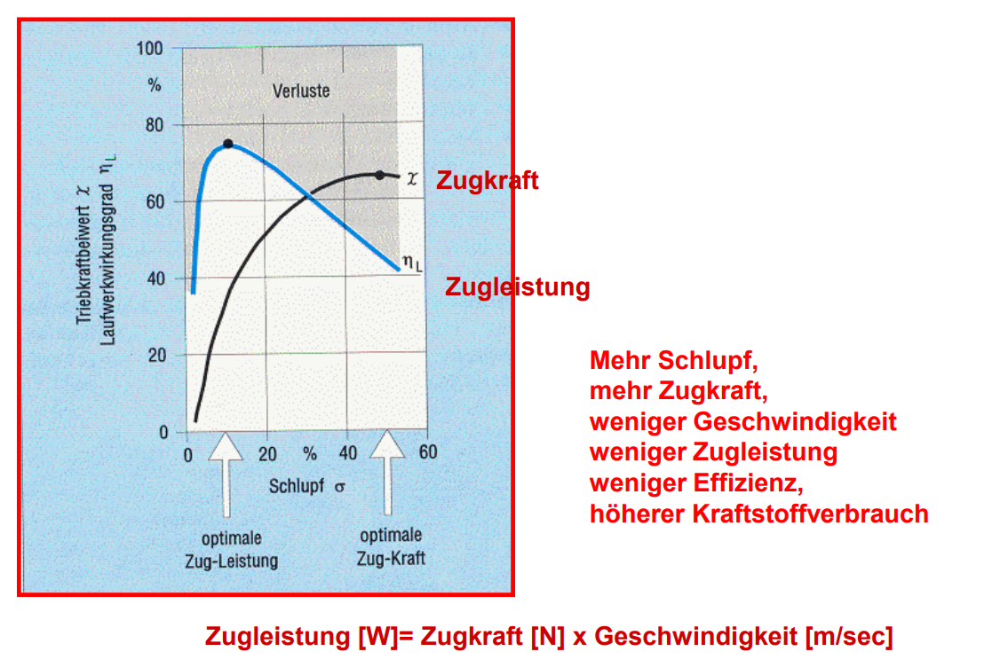 100
%
80
60
40
20
0
Triebkraftbeiwert χ
Laufwerkwirkungsgrad η L
Verluste
χ
Zugkraft
η L
Zugleistung
0
20
%
40
60
Schlupf σ
optimale
Zug-Leistung
optimale
Zug-Kraft
Mehr Schlupf,
mehr Zugkraft,
weniger Geschwindigkeit
weniger Zugleistung
weniger Effizienz,
höherer Kraftstoffverbrauch
Zugleistung [W]= Zugkraft [N] x Geschwindigkeit [m/sec]